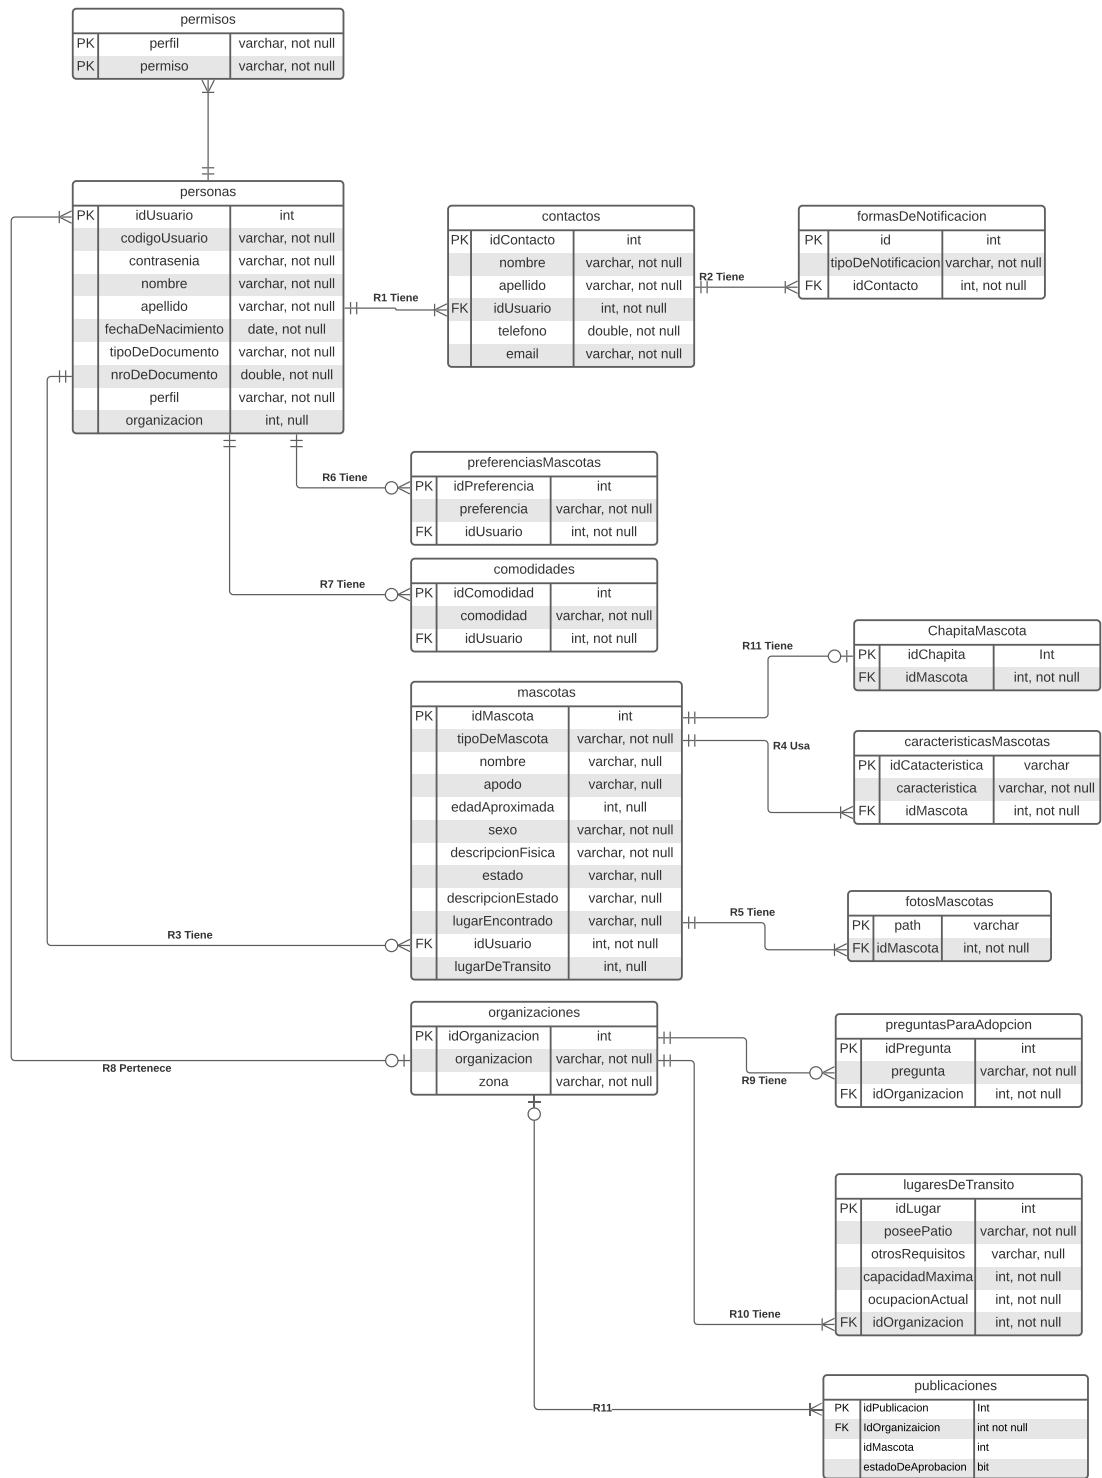 permisos
PK perfil varchar, not null
PK permiso varchar, not null
personas
PK idUsuario int
codigoUsuario varchar, not null
contrasenia varchar, not null
nombre varchar, not null
apellido varchar, not null
fechaDeNacimiento date, not null
tipoDeDocumento varchar, not null
nroDeDocumento double, not null
perfil varchar, not null
organizacion int, null
R1 Tiene
contactos
PK idContacto int
nombre varchar, not null
apellido varchar, not null
FK idUsuario int, not null
telefono double, not null
email varchar, not null
R2 Tiene
formasDeNotificacion
PK id int
tipoDeNotificacion varchar, not null
FK idContacto int, not null
R6 Tiene
preferenciasMascotas
PK idPreferencia int
preferencia varchar, not null
FK idUsuario int, not null
R7 Tiene
comodidades
PK idComodidad int
comodidad varchar, not null
FK idUsuario int, not null
R11 Tiene
ChapitaMascota
PK idChapita Int
FK idMascota int, not null
mascotas
PK idMascota int
tipoDeMascota varchar, not null
nombre varchar, null
apodo varchar, null
edadAproximada int, null
sexo varchar, not null
descripcionFisica varchar, not null
estado varchar, null
descripcionEstado varchar, null
lugarEncontrado varchar, null
FK idUsuario int, not null
lugarDeTransito int, null
R4 Usa
caracteristicasMascotas
PK idCatacteristica varchar
caracteristica varchar, not null
FK idMascota int, not null
R5 Tiene
fotosMascotas
PK path varchar
FK idMascota int, not null
R3 Tiene
organizaciones
PK idOrganizacion int
organizacion varchar, not null
zona varchar, not null
R8 Pertenece
R9 Tiene
preguntasParaAdopcion
PK idPregunta int
pregunta varchar, not null
FK idOrganizacion int, not null
lugaresDeTransito
PK idLugar int
poseePatio varchar, not null
otrosRequisitos varchar, null
capacidadMaxima int, not null
ocupacionActual int, not null
FK idOrganizacion int, not null
R10 Tiene
publicaciones
PK idPublicacion Int
FK IdOrganizaicion int not null
idMascota int
estadoDeAprobacion bit
R11